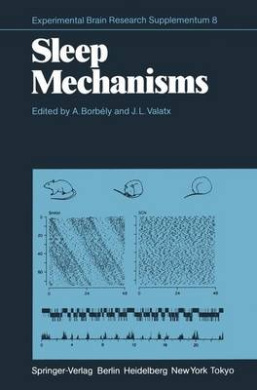 Experimental Brain Research Supplementum 8
Sleep
Mechanisms
Edited by A. Borbély and J.L. Valatx
Springer-Verlag Berlin Heidelberg New York Tokyo